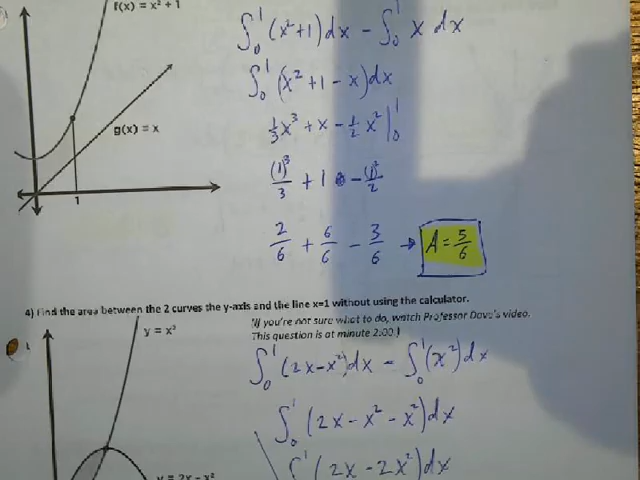 f(x) = x² + 1
g(x) = x
1
∫₀¹ (x²+1) dx - ∫₀¹ x dx
∫₀¹ (x² + 1 - x) dx
⅓x³ + x - ½x² |₀¹
(1)³/3 + 1 - (1)²/2
2/6 + 6/6 - 3/6 → A = 5/6
4) Find the area between the 2 curves the y-axis and the line x=1 without using the calculator.
y = x²
(If you're not sure what to do, watch Professor Dave's video.
This question is at minute 2:00.)
∫₀¹ (2x-x²) dx - ∫₀¹ (x²) dx
∫₀¹ (2x - x² - x²) dx
∫₀¹ (2x - 2x²) dx
y = 2x - x²